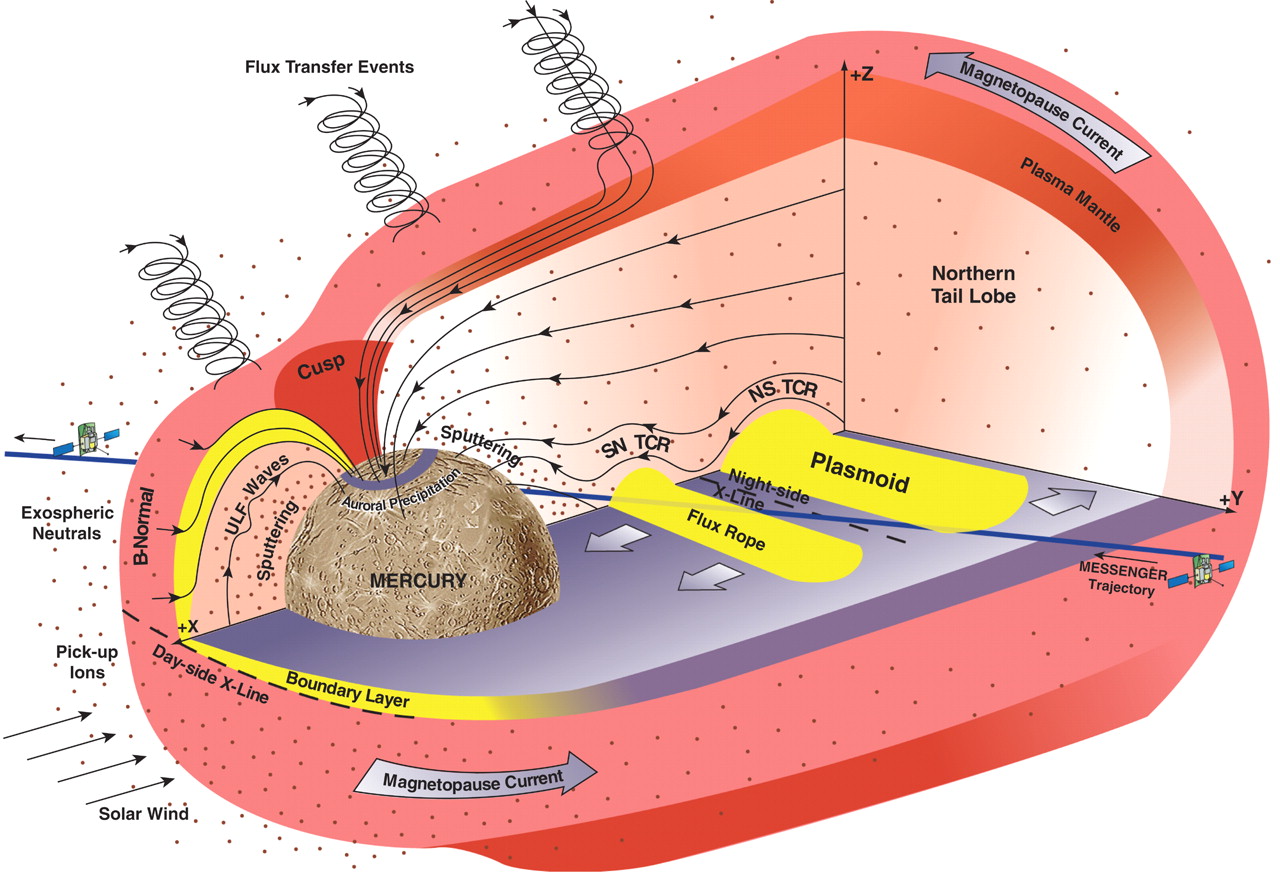 Flux Transfer Events
+Z
Magnetopause Current
Plasma Mantle
Northern
Tail Lobe
Cusp
NS TCR
SN TCR
Sputtering
Plasmoid
Night-side
X-Line
Flux Rope
+Y
MESSENGER
Trajectory
Auroral Precipitation
MERCURY
ULF Waves
Sputtering
B-Normal
Exospheric
Neutrals
+X
Pick-up
Ions
Day-side X-Line
Boundary Layer
Magnetopause Current
Solar Wind